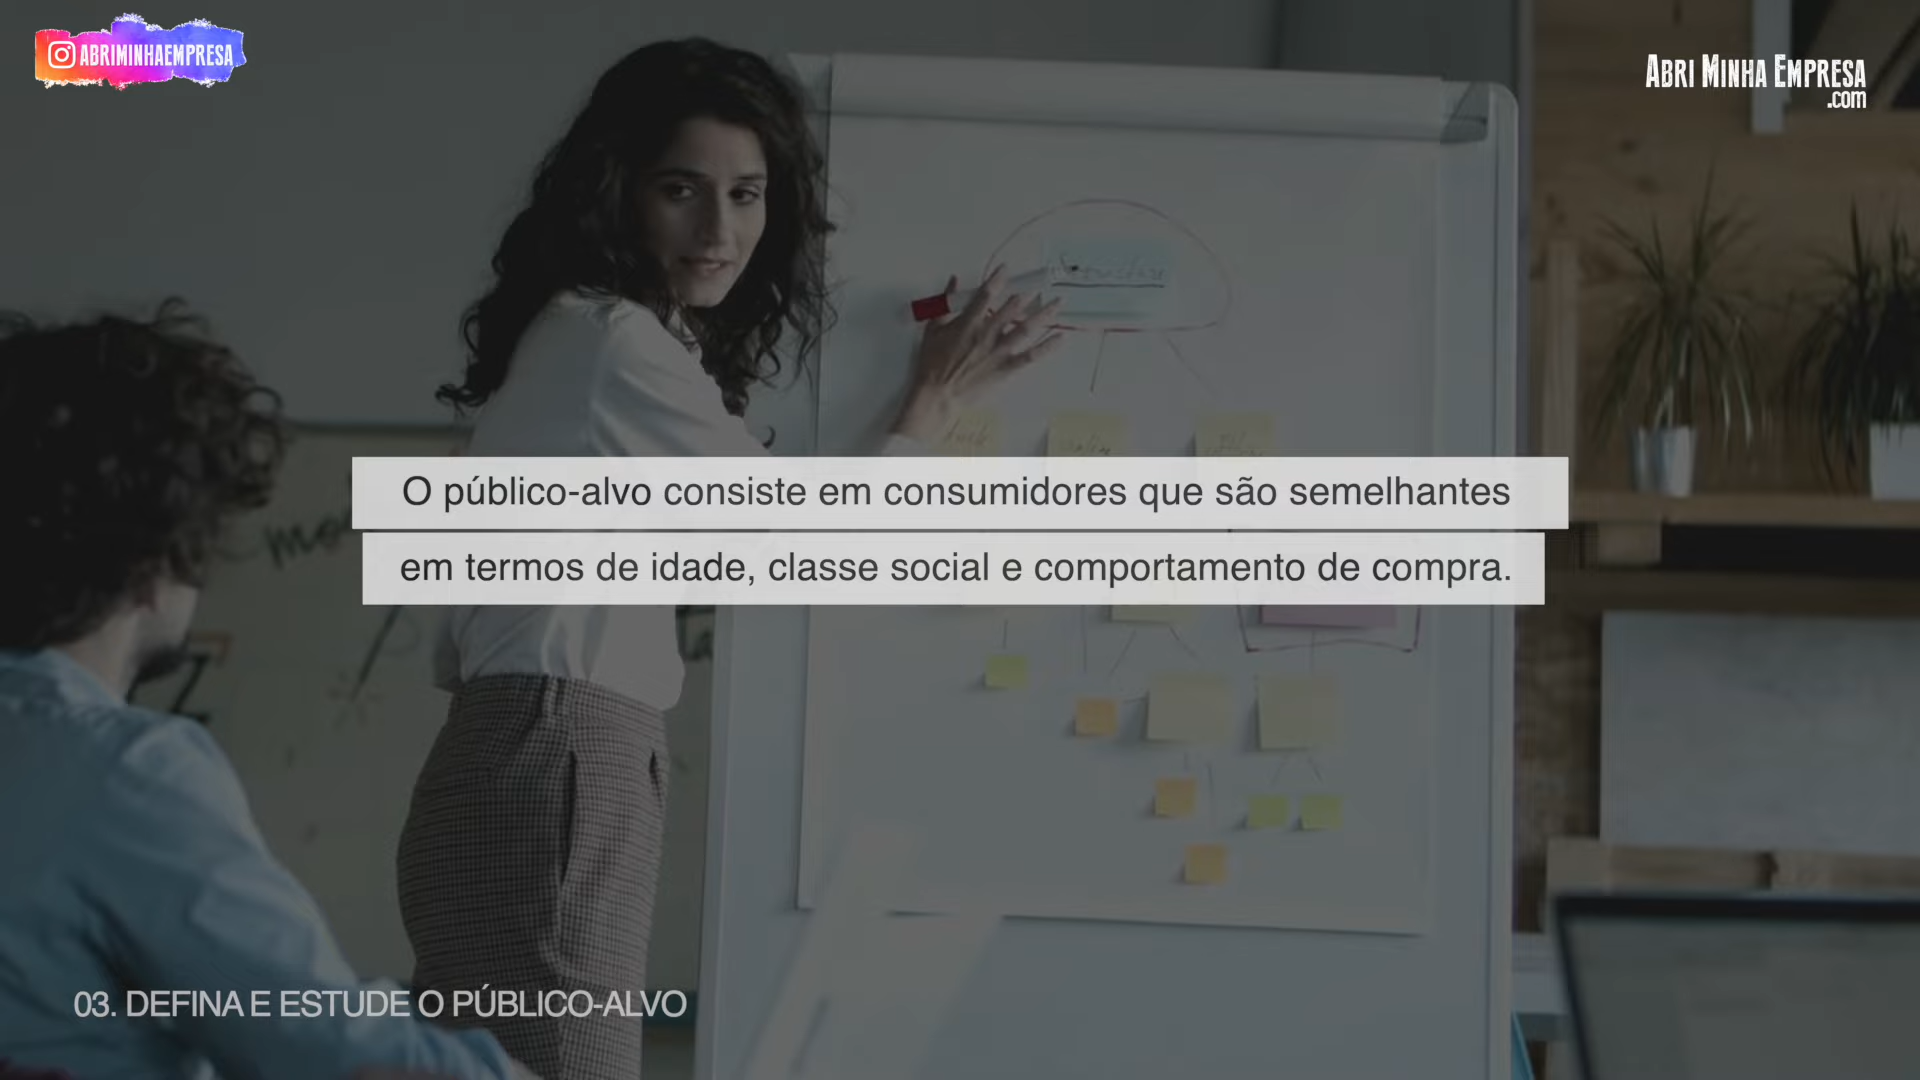 ABRIMINHAEMPRESA
ABRI MINHA EMPRESA
.com
O público-alvo consiste em consumidores que são semelhantes
em termos de idade, classe social e comportamento de compra.
03. DEFINA E ESTUDE O PÚBLICO-ALVO